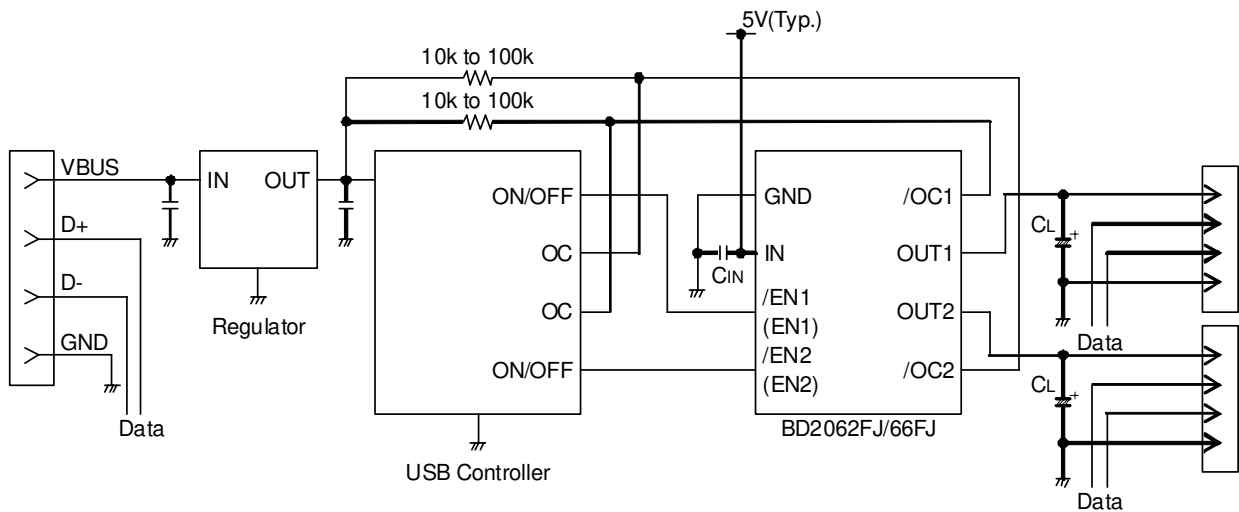 5V(Typ.)
10k to 100k
10k to 100k
VBUS
D+
D-
GND
Data
IN OUT
Regulator
ON/OFF
OC
OC
ON/OFF
USB Controller
GND
IN
CIN
/EN1
(EN1)
/EN2
(EN2)
/OC1
OUT1
OUT2
/OC2
BD2062FJ/66FJ
CL
+
Data
CL
+
Data